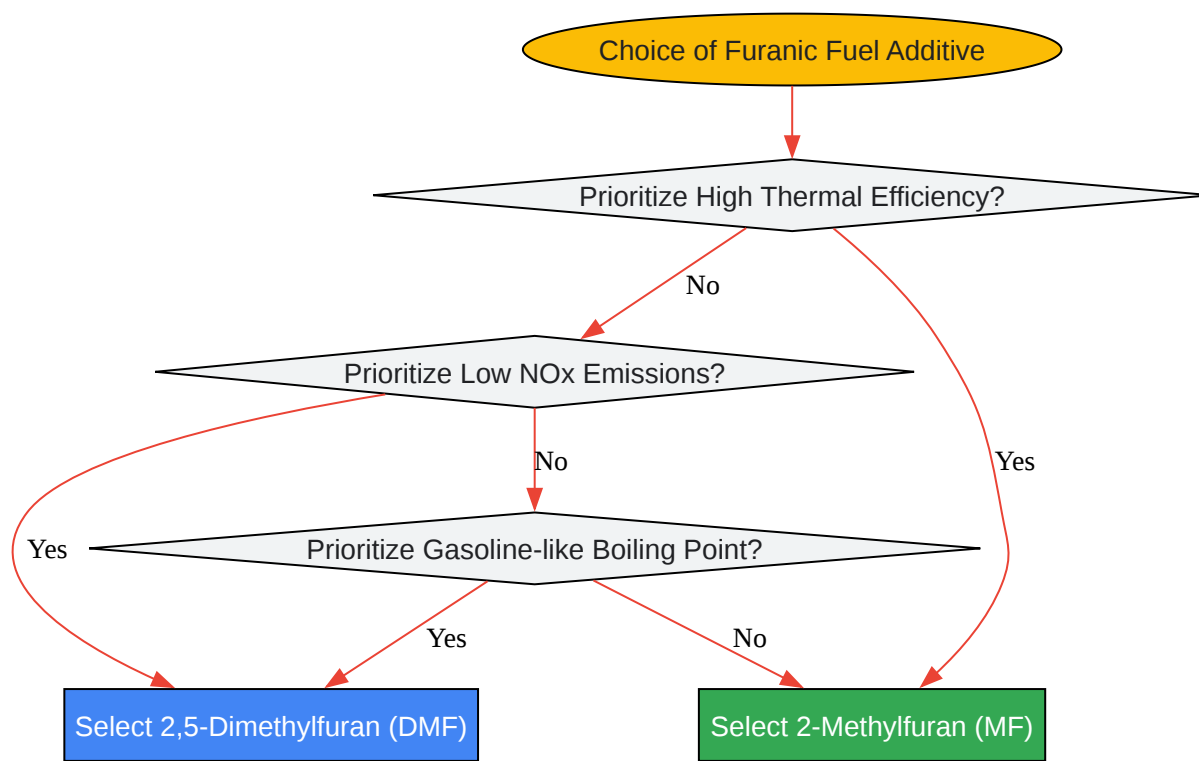 Choice of Furanic Fuel Additive
Prioritize High Thermal Efficiency?
No
Prioritize Low NOx Emissions?
No
Yes
Yes
Prioritize Gasoline-like Boiling Point?
Yes
No
Select 2,5-Dimethylfuran (DMF)
Select 2-Methylfuran (MF)